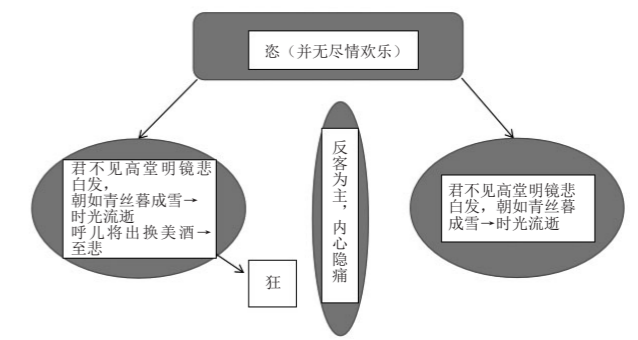 恣（并无尽情欢乐）
君不见高堂明镜悲
白发，
朝如青丝暮成雪→
时光流逝
呼儿将出换美酒→
至悲
狂
反客为主，内心隐痛
君不见高堂明镜悲
白发，朝如青丝暮
成雪→时光流逝